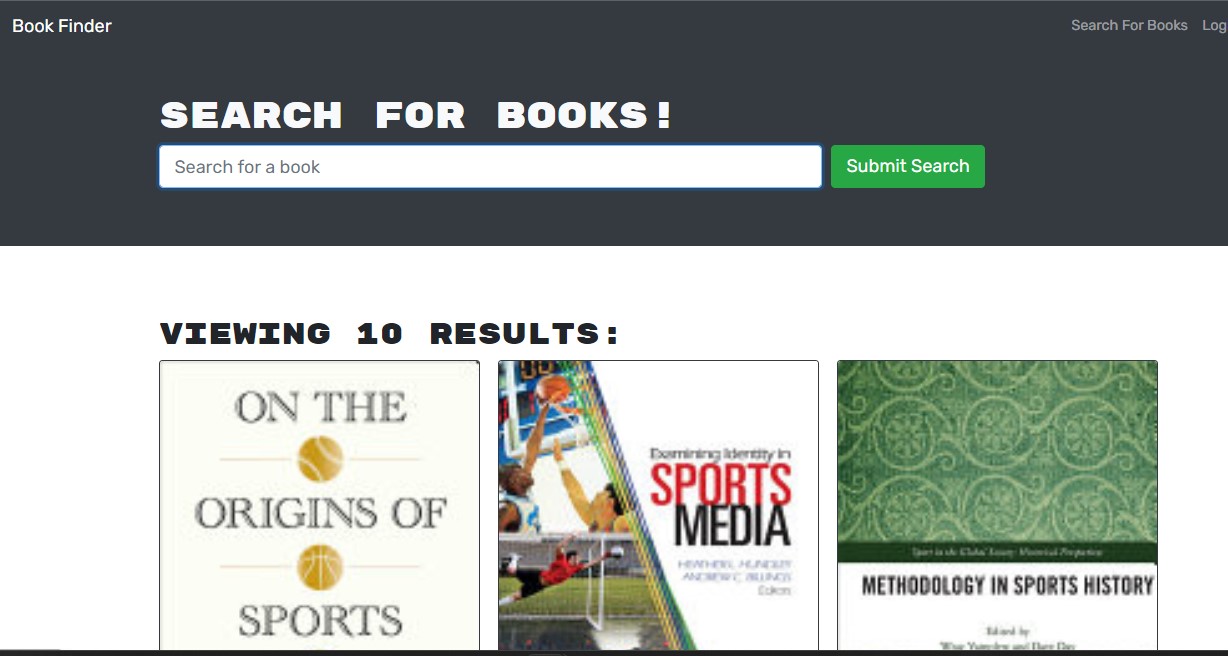 Book Finder
Search For Books
Log
SEARCH FOR BOOKS!
Search for a book
Submit Search
VIEWING 10 RESULTS:
ON THE
ORIGINS OF
SPORTS
Examining Identity in
SPORTS
MEDIA
HEATHER L. HUNDLEY
ANDREW C. BILLINGS
Editors
Sport in the Global Society: Historical Perspectives
METHODOLOGY IN SPORTS HISTORY
Edited by